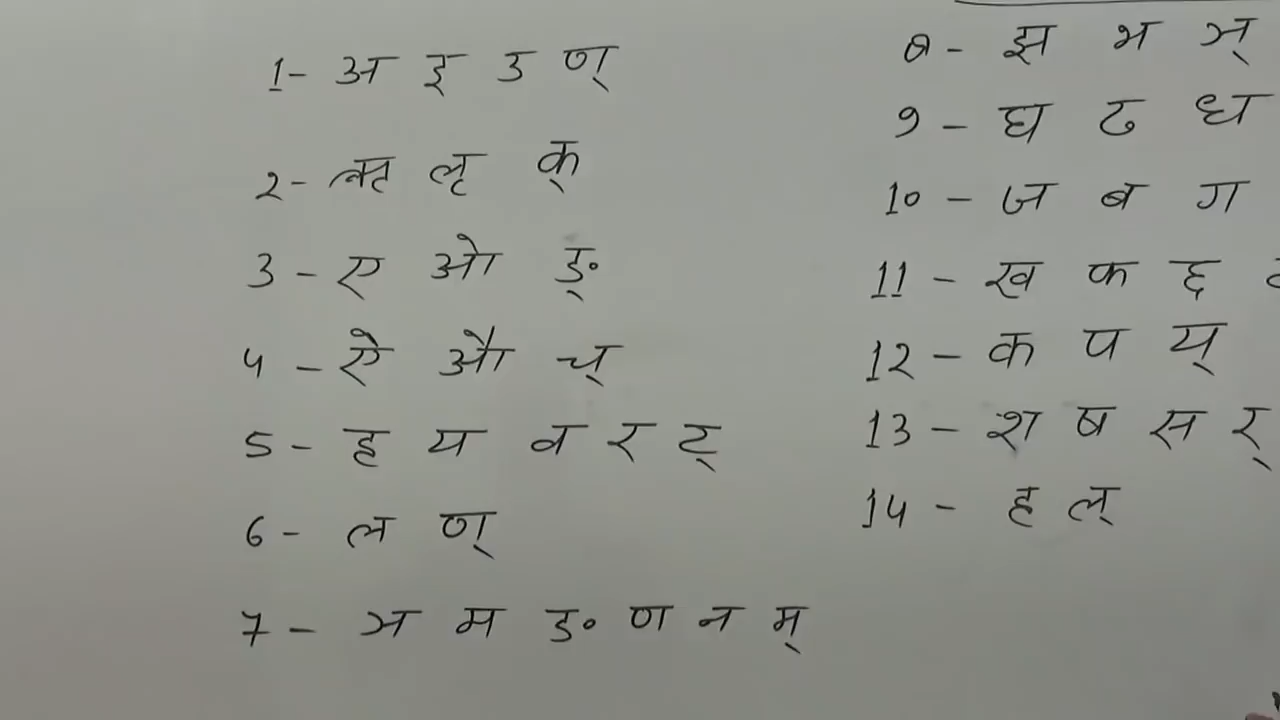 1- अ इ उ ण्
2- ऋ लृ क्
3 - ए ओ ङ्
4 - ऐ औ च्
5 - ह य व र ट्
6 - ल ण्
7 - ञ म ङ ण न म्
8 - झ भ ञ्
9 - घ ढ ध
10 - ज ब ग
11 - ख फ छ
12 - क प य्
13 - श ष स र्
14 - ह ल्